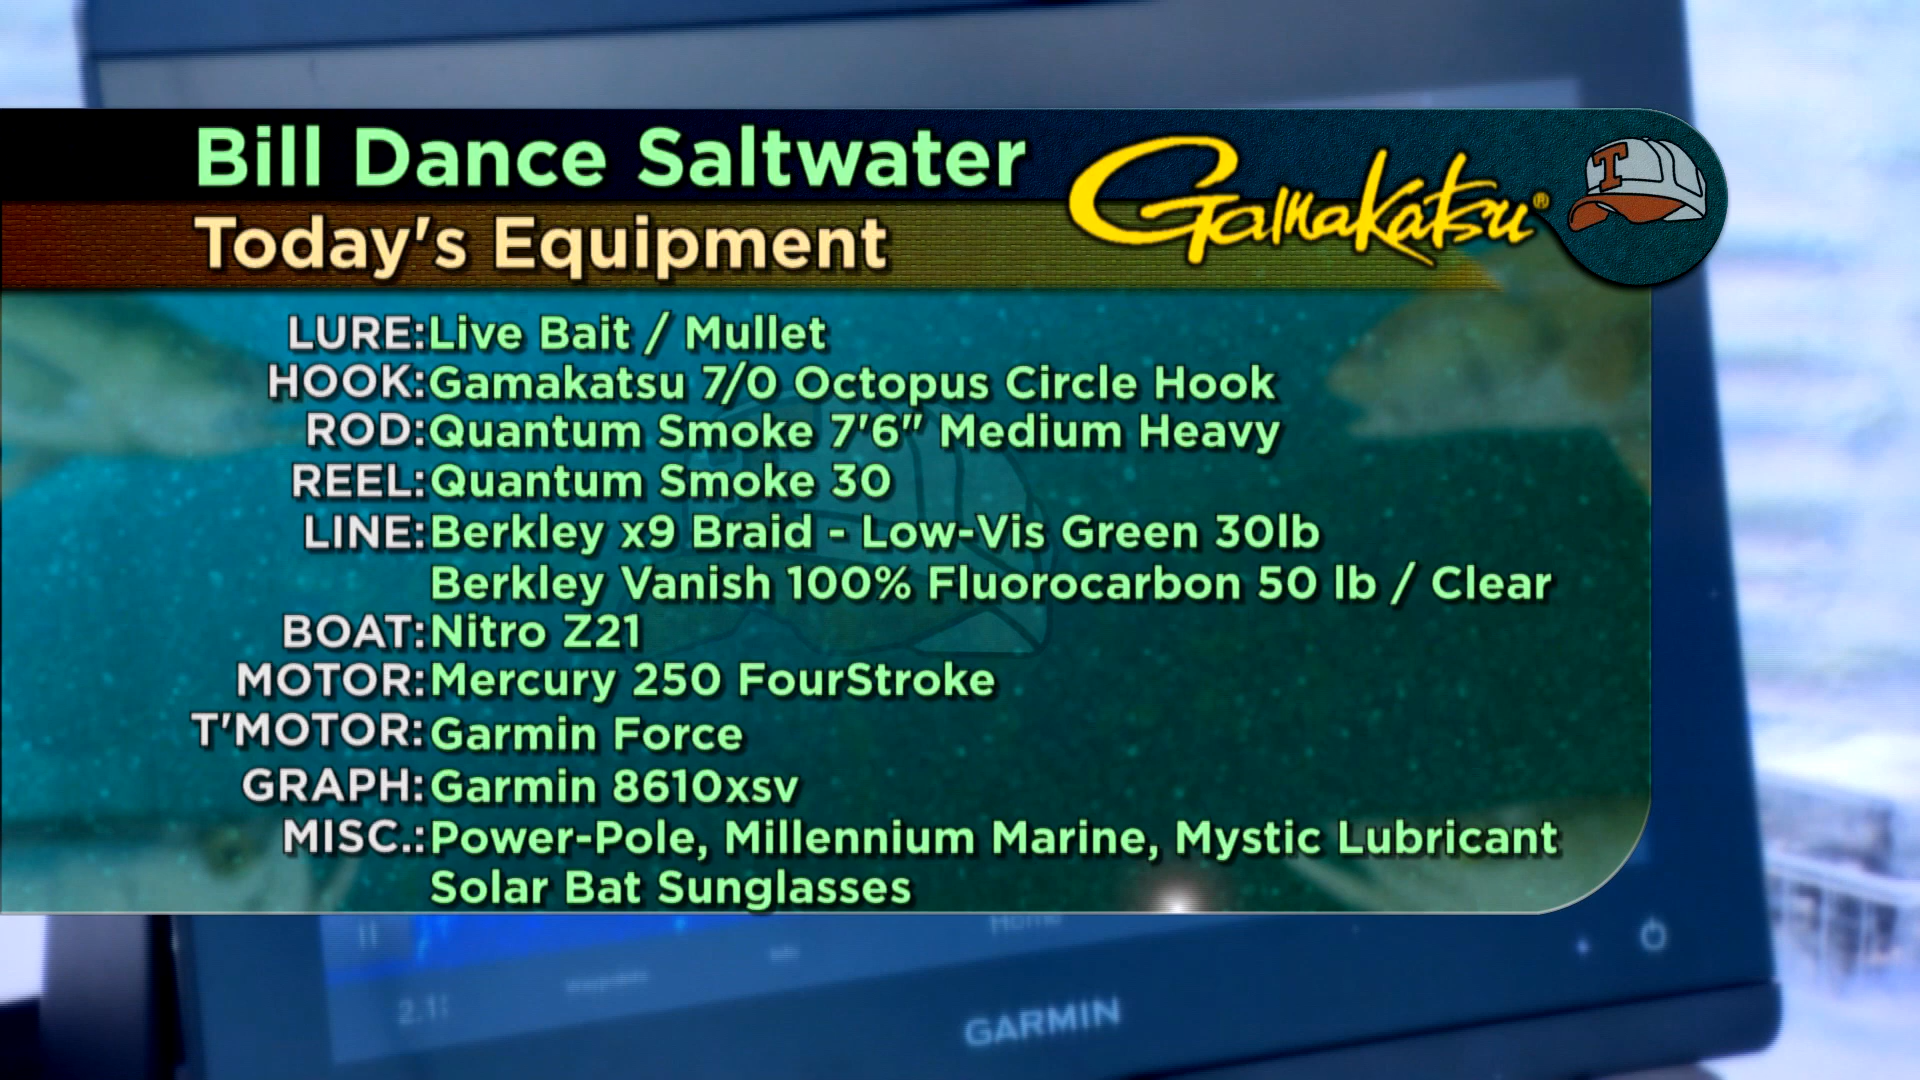 Bill Dance Saltwater
Gamakatsu®
T
Today's Equipment
LURE: Live Bait / Mullet
HOOK: Gamakatsu 7/0 Octopus Circle Hook
ROD: Quantum Smoke 7'6" Medium Heavy
REEL: Quantum Smoke 30
LINE: Berkley x9 Braid - Low-Vis Green 30lb
Berkley Vanish 100% Fluorocarbon 50 lb / Clear
BOAT: Nitro Z21
MOTOR: Mercury 250 FourStroke
T'MOTOR: Garmin Force
GRAPH: Garmin 8610xsv
MISC.: Power-Pole, Millennium Marine, Mystic Lubricant
Solar Bat Sunglasses
Home
GARMIN